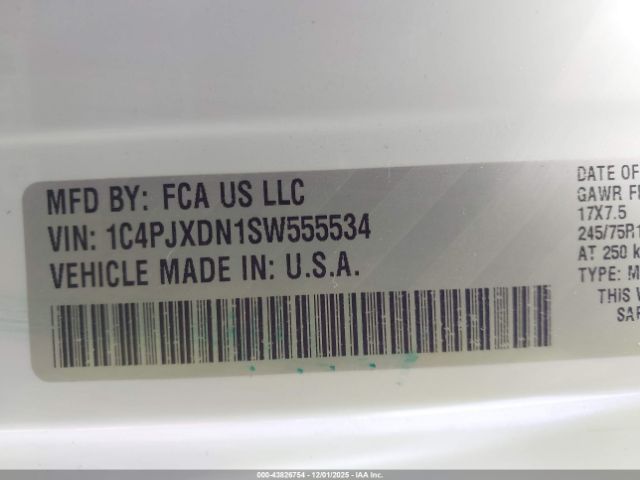 MFD BY: FCA US LLC
VIN: 1C4PJXDN1SW555534
VEHICLE MADE IN: U.S.A.
DATE OF
GAWR F
17X7.5
245/75R1
AT 250 k
TYPE: M
THIS V
SAF
000-43826754 - 12/01/2025 - IAA Inc.